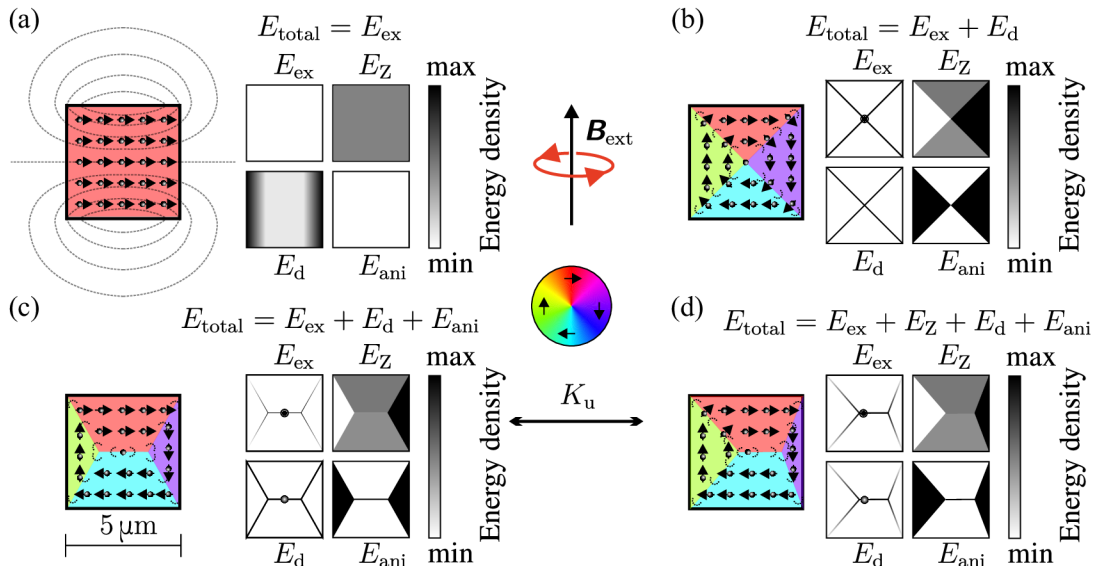 (a)
E_total = E_ex
E_ex E_Z
max
Energy density
min
E_d E_ani
B_ext
(b)
E_total = E_ex + E_d
E_ex E_Z
max
Energy density
min
E_d E_ani
(c)
E_total = E_ex + E_d + E_ani
E_ex E_Z
max
Energy density
min
E_d E_ani
5 µm
K_u
(d)
E_total = E_ex + E_Z + E_d + E_ani
E_ex E_Z
max
Energy density
min
E_d E_ani